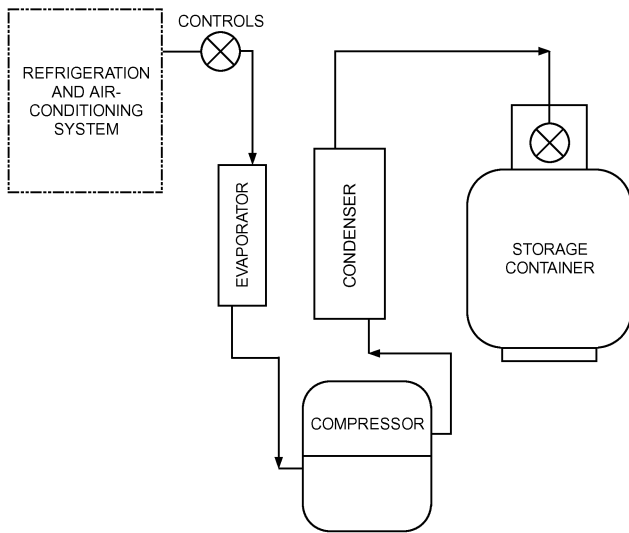 CONTROLS
REFRIGERATION
AND AIR-
CONDITIONING
SYSTEM
EVAPORATOR
CONDENSER
STORAGE
CONTAINER
COMPRESSOR